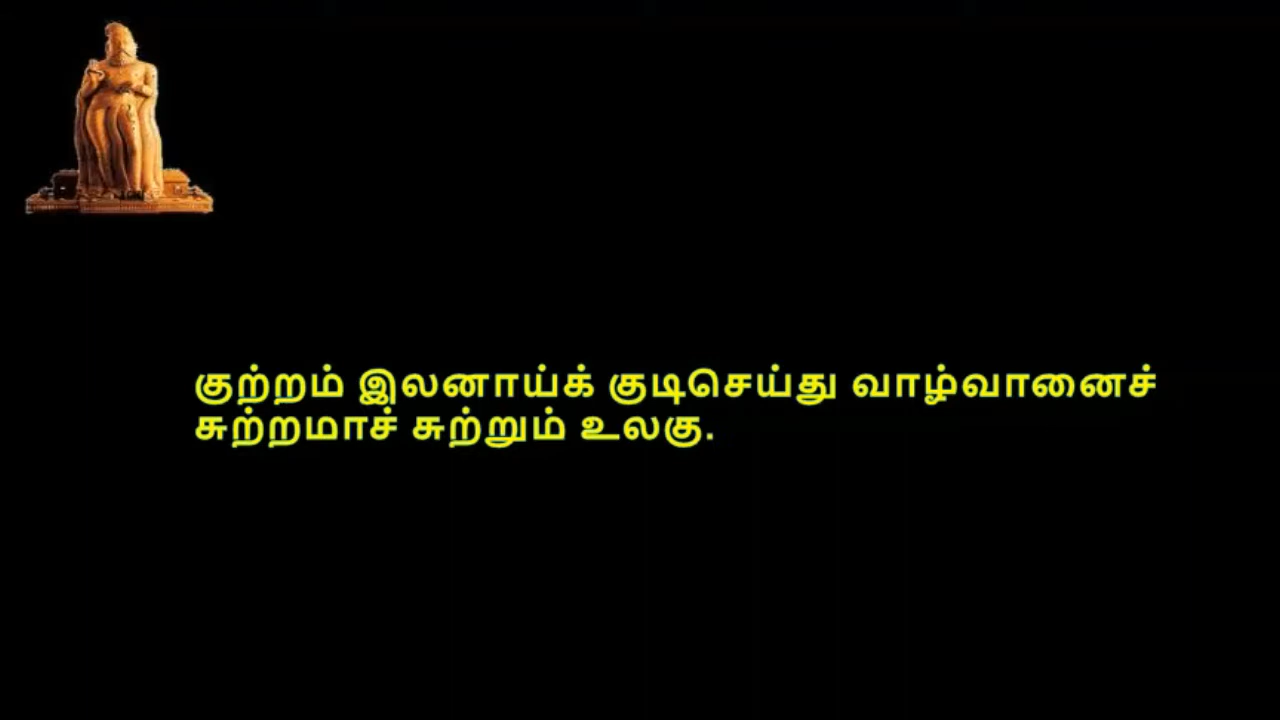 குற்றம் இலனாய்க் குடிசெய்து வாழ்வானைச்
சுற்றமாச் சுற்றும் உலகு.